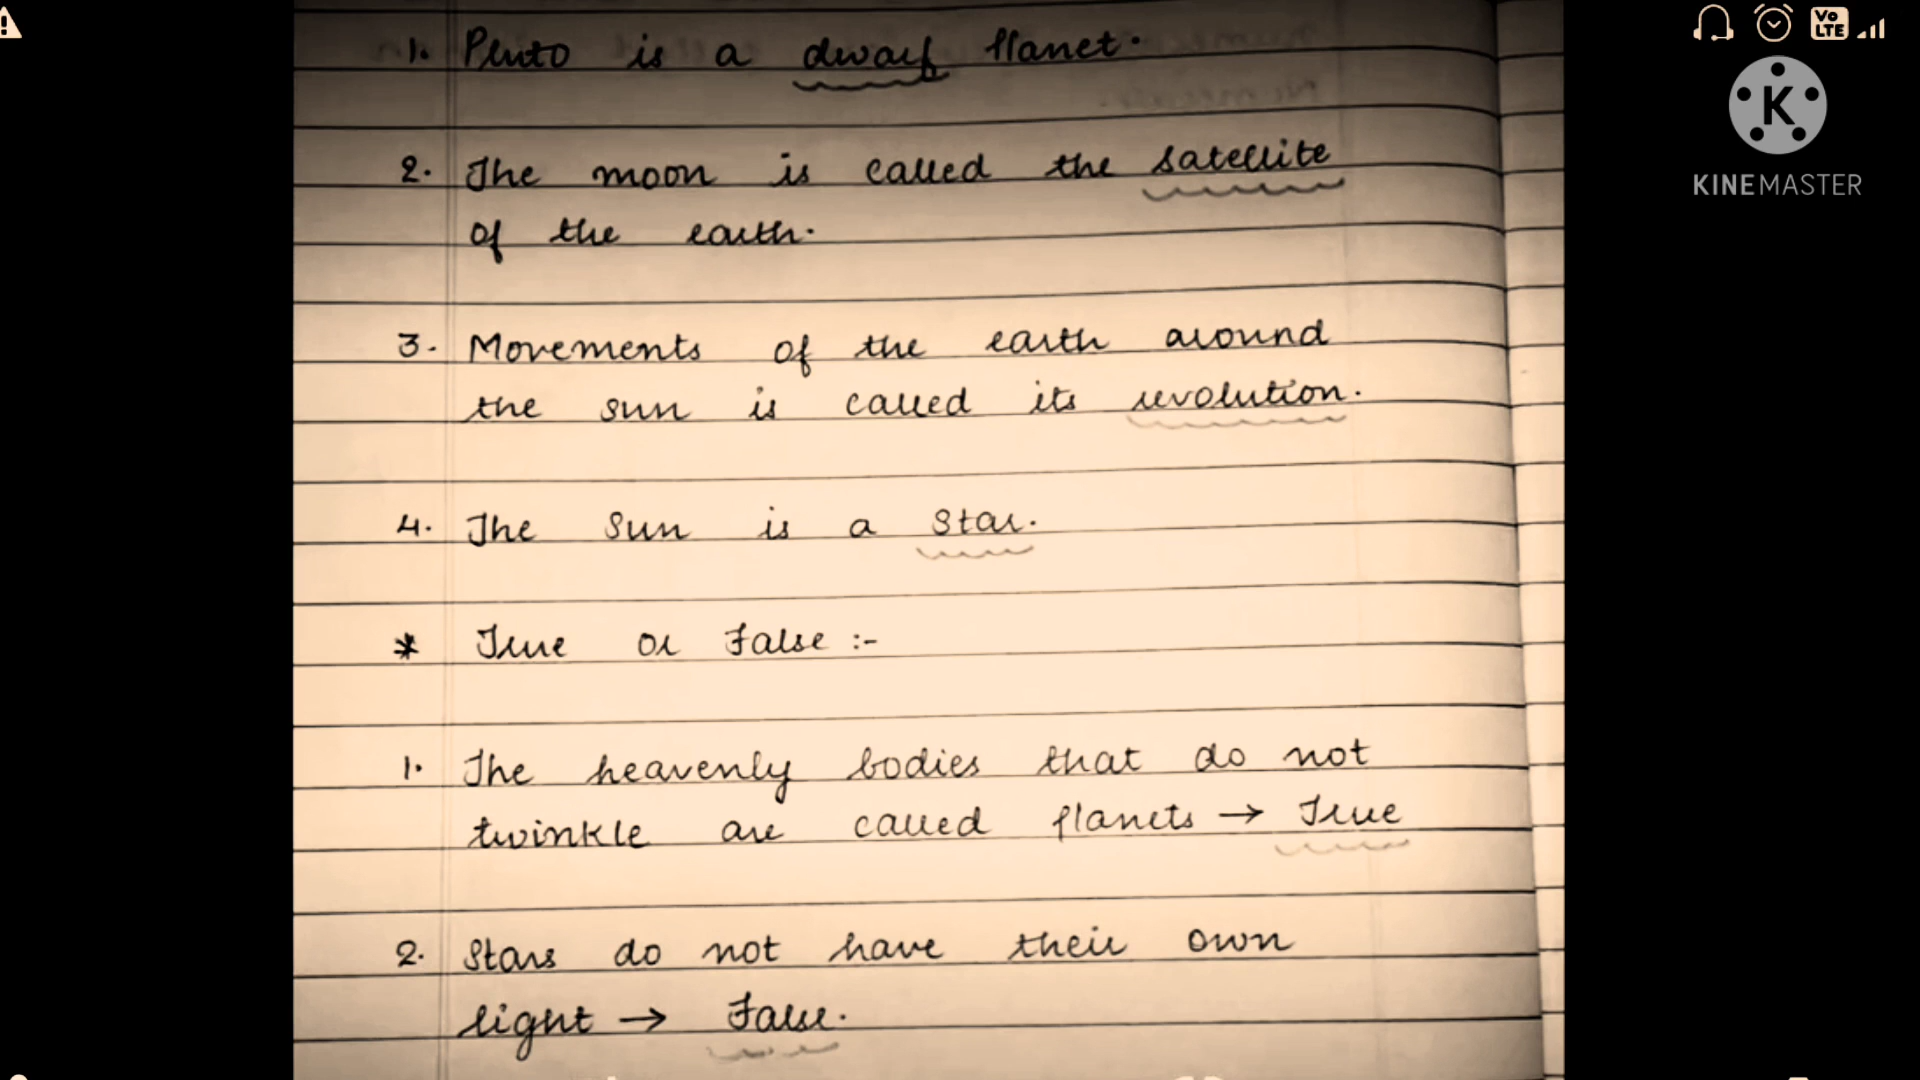 VO
LTE
K
KINEMASTER
1. Pluto is a dwarf planet.
2. The moon is called the satellite
of the earth.
3. Movements of the earth around
the sun is called its revolution.
4. The Sun is a Star.
* True or False :-
1. The heavenly bodies that do not
twinkle are called planets → True
2. Stars do not have their own
light → False.